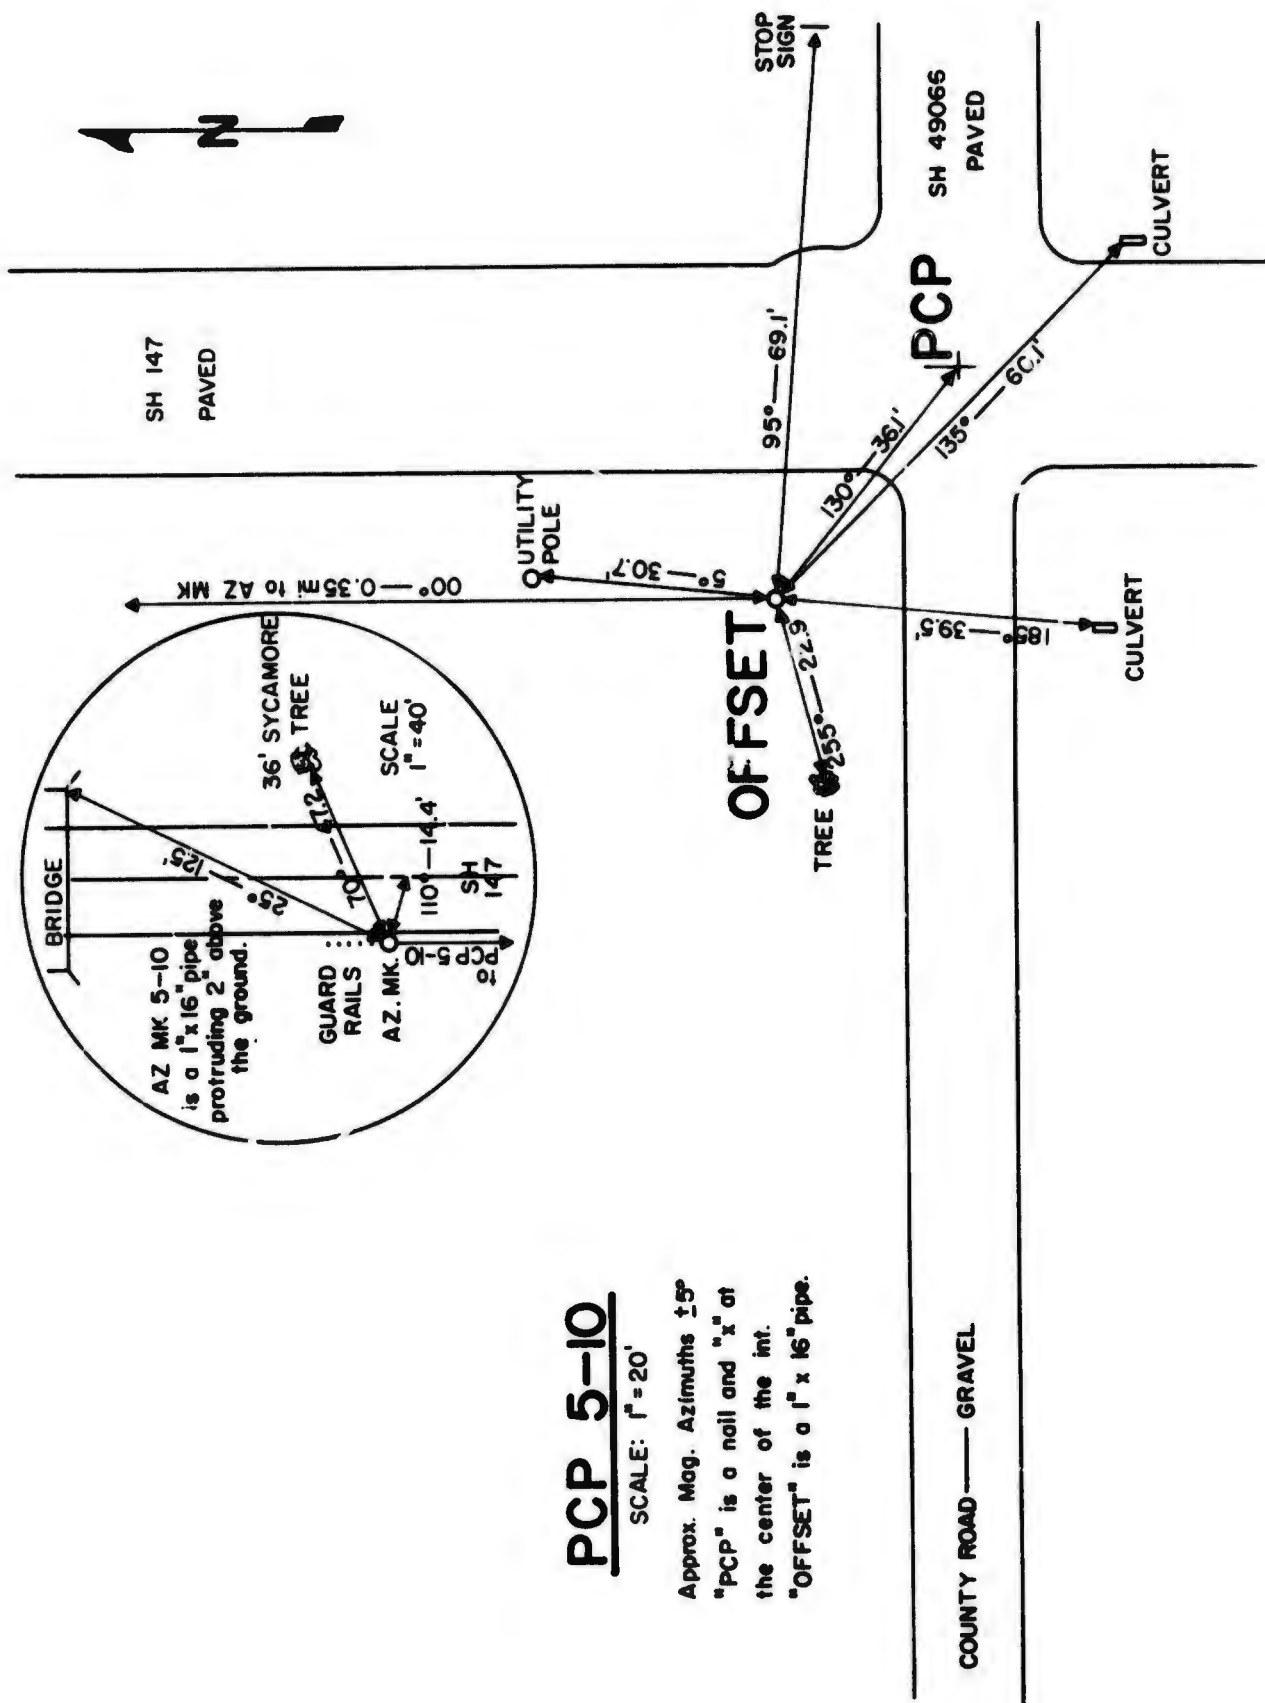 PCP 5-10
SCALE: 1" = 20'
Approx. Mag. Azimuths ±5°
"PCP" is a nail and "x" at
the center of the int.
"OFFSET" is a 1" x 16" pipe.
BRIDGE
AZ MK 5-10
is a 1" x 16" pipe
protruding 2" above
the ground.
GUARD
RAILS
AZ. MK.
to
PCP 5-10
25° — 125'
70°
110° — 14.4'
SH
147
36' SYCAMORE
TREE
SCALE
1" = 40'
00° — 0.35 mi to AZ MK
SH 147
PAVED
N
UTILITY
POLE
5° — 30.7'
OFFSET
TREE
255° — 22.9
95° — 69.1'
STOP
SIGN
130° — 36.1'
PCP
135° — 60.1'
SH 49066
PAVED
CULVERT
185° — 39.5'
CULVERT
COUNTY ROAD — GRAVEL